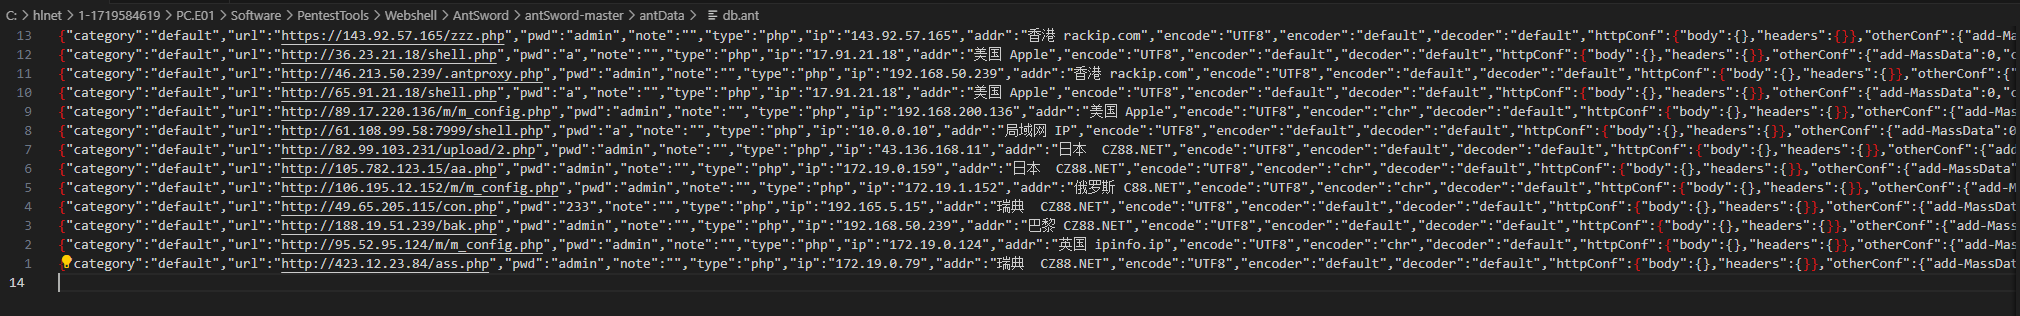 C: > hlnet > 1-1719584619 > PC.E01 > Software > PentestTools > Webshell > AntSword > antSword-master > antData > db.ant
13 {"category":"default","url":"https://143.92.57.165/zzz.php","pwd":"admin","note":"","type":"php","ip":"143.92.57.165","addr":"香港 rackip.com","encode":"UTF8","encoder":"default","decoder":"default","httpConf":{"body":{},"headers":{}},"otherConf":{"add-Ma
12 {"category":"default","url":"http://36.23.21.18/shell.php","pwd":"a","note":"","type":"php","ip":"17.91.21.18","addr":"美国 Apple","encode":"UTF8","encoder":"default","decoder":"default","httpConf":{"body":{},"headers":{}},"otherConf":{"add-MassData":0,"c
11 {"category":"default","url":"http://46.213.50.239/.antproxy.php","pwd":"admin","note":"","type":"php","ip":"192.168.50.239","addr":"香港 rackip.com","encode":"UTF8","encoder":"default","decoder":"default","httpConf":{"body":{},"headers":{}},"otherConf":{"
10 {"category":"default","url":"http://65.91.21.18/shell.php","pwd":"a","note":"","type":"php","ip":"17.91.21.18","addr":"美国 Apple","encode":"UTF8","encoder":"default","decoder":"default","httpConf":{"body":{},"headers":{}},"otherConf":{"add-MassData":0,"c
9 {"category":"default","url":"http://89.17.220.136/m/m_config.php","pwd":"admin","note":"","type":"php","ip":"192.168.200.136","addr":"美国 Apple","encode":"UTF8","encoder":"chr","decoder":"default","httpConf":{"body":{},"headers":{}},"otherConf":{"add-Mas
8 {"category":"default","url":"http://61.108.99.58:7999/shell.php","pwd":"a","note":"","type":"php","ip":"10.0.0.10","addr":"局域网 IP","encode":"UTF8","encoder":"default","decoder":"default","httpConf":{"body":{},"headers":{}},"otherConf":{"add-MassData":0
7 {"category":"default","url":"http://82.99.103.231/upload/2.php","pwd":"admin","note":"","type":"php","ip":"43.136.168.11","addr":"日本  CZ88.NET","encode":"UTF8","encoder":"default","decoder":"default","httpConf":{"body":{},"headers":{}},"otherConf":{"add
6 {"category":"default","url":"http://105.782.123.15/aa.php","pwd":"admin","note":"","type":"php","ip":"172.19.0.159","addr":"日本  CZ88.NET","encode":"UTF8","encoder":"chr","decoder":"default","httpConf":{"body":{},"headers":{}},"otherConf":{"add-MassData"
5 {"category":"default","url":"http://106.195.12.152/m/m_config.php","pwd":"admin","note":"","type":"php","ip":"172.19.1.152","addr":"俄罗斯 C88.NET","encode":"UTF8","encoder":"chr","decoder":"default","httpConf":{"body":{},"headers":{}},"otherConf":{"add-M
4 {"category":"default","url":"http://49.65.205.115/con.php","pwd":"233","note":"","type":"php","ip":"192.165.5.15","addr":"瑞典  CZ88.NET","encode":"UTF8","encoder":"default","decoder":"default","httpConf":{"body":{},"headers":{}},"otherConf":{"add-MassDat
3 {"category":"default","url":"http://188.19.51.239/bak.php","pwd":"admin","note":"","type":"php","ip":"192.168.50.239","addr":"巴黎 CZ88.NET","encode":"UTF8","encoder":"default","decoder":"default","httpConf":{"body":{},"headers":{}},"otherConf":{"add-Mass
2 {"category":"default","url":"http://95.52.95.124/m/m_config.php","pwd":"admin","note":"","type":"php","ip":"172.19.0.124","addr":"英国 ipinfo.ip","encode":"UTF8","encoder":"chr","decoder":"default","httpConf":{"body":{},"headers":{}},"otherConf":{"add-Mass
1 {"category":"default","url":"http://423.12.23.84/ass.php","pwd":"admin","note":"","type":"php","ip":"172.19.0.79","addr":"瑞典  CZ88.NET","encode":"UTF8","encoder":"default","decoder":"default","httpConf":{"body":{},"headers":{}},"otherConf":{"add-MassDat
14